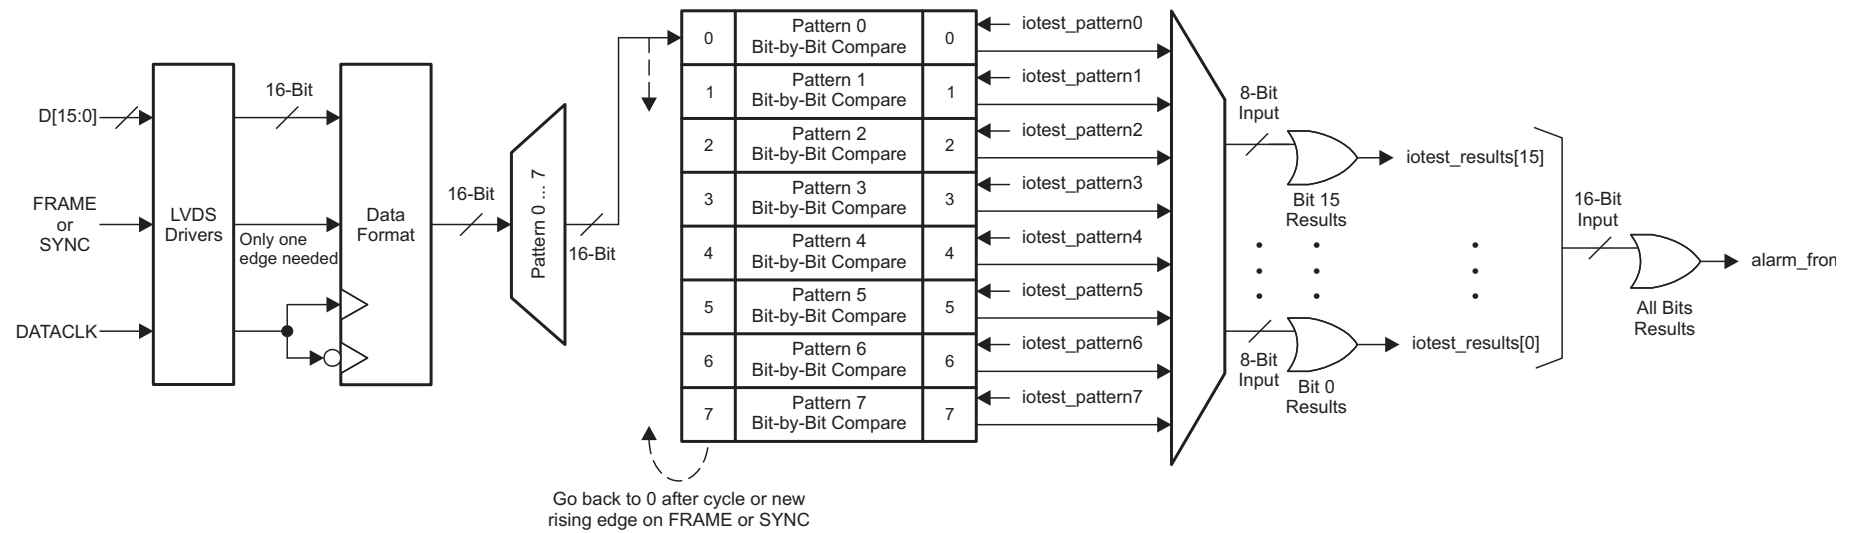 D[15:0]
FRAME
or
SYNC
DATACLK
LVDS
Drivers
16-Bit
Only one
edge needed
Data
Format
16-Bit
Pattern 0 ... 7
16-Bit
0
Pattern 0
Bit-by-Bit Compare
0
iotest_pattern0
1
Pattern 1
Bit-by-Bit Compare
1
iotest_pattern1
2
Pattern 2
Bit-by-Bit Compare
2
iotest_pattern2
3
Pattern 3
Bit-by-Bit Compare
3
iotest_pattern3
4
Pattern 4
Bit-by-Bit Compare
4
iotest_pattern4
5
Pattern 5
Bit-by-Bit Compare
5
iotest_pattern5
6
Pattern 6
Bit-by-Bit Compare
6
iotest_pattern6
7
Pattern 7
Bit-by-Bit Compare
7
iotest_pattern7
Go back to 0 after cycle or new
rising edge on FRAME or SYNC
8-Bit
Input
Bit 15
Results
iotest_results[15]
8-Bit
Input
Bit 0
Results
iotest_results[0]
16-Bit
Input
All Bits
Results